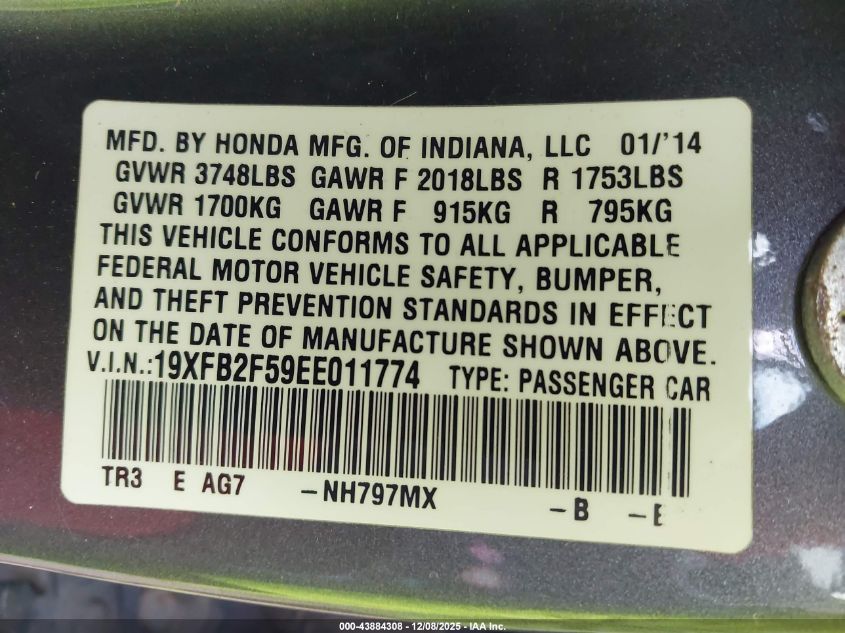 MFD. BY HONDA MFG. OF INDIANA, LLC 01/'14
GVWR 3748LBS GAWR F 2018LBS R 1753LBS
GVWR 1700KG GAWR F 915KG R 795KG
THIS VEHICLE CONFORMS TO ALL APPLICABLE
FEDERAL MOTOR VEHICLE SAFETY, BUMPER,
AND THEFT PREVENTION STANDARDS IN EFFECT
ON THE DATE OF MANUFACTURE SHOWN ABOVE.
V.I.N.:19XFB2F59EE011774 TYPE: PASSENGER CAR
TR3 E AG7 -NH797MX -B -
000-43884308 | 12/08/2025 - IAA Inc.